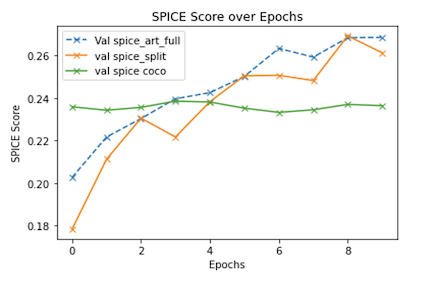 SPICE Score over Epochs
Val spice_art_full
val spice_split
val spice coco
SPICE Score
0.26
0.24
0.22
0.20
0.18
0 2 4 6 8
Epochs